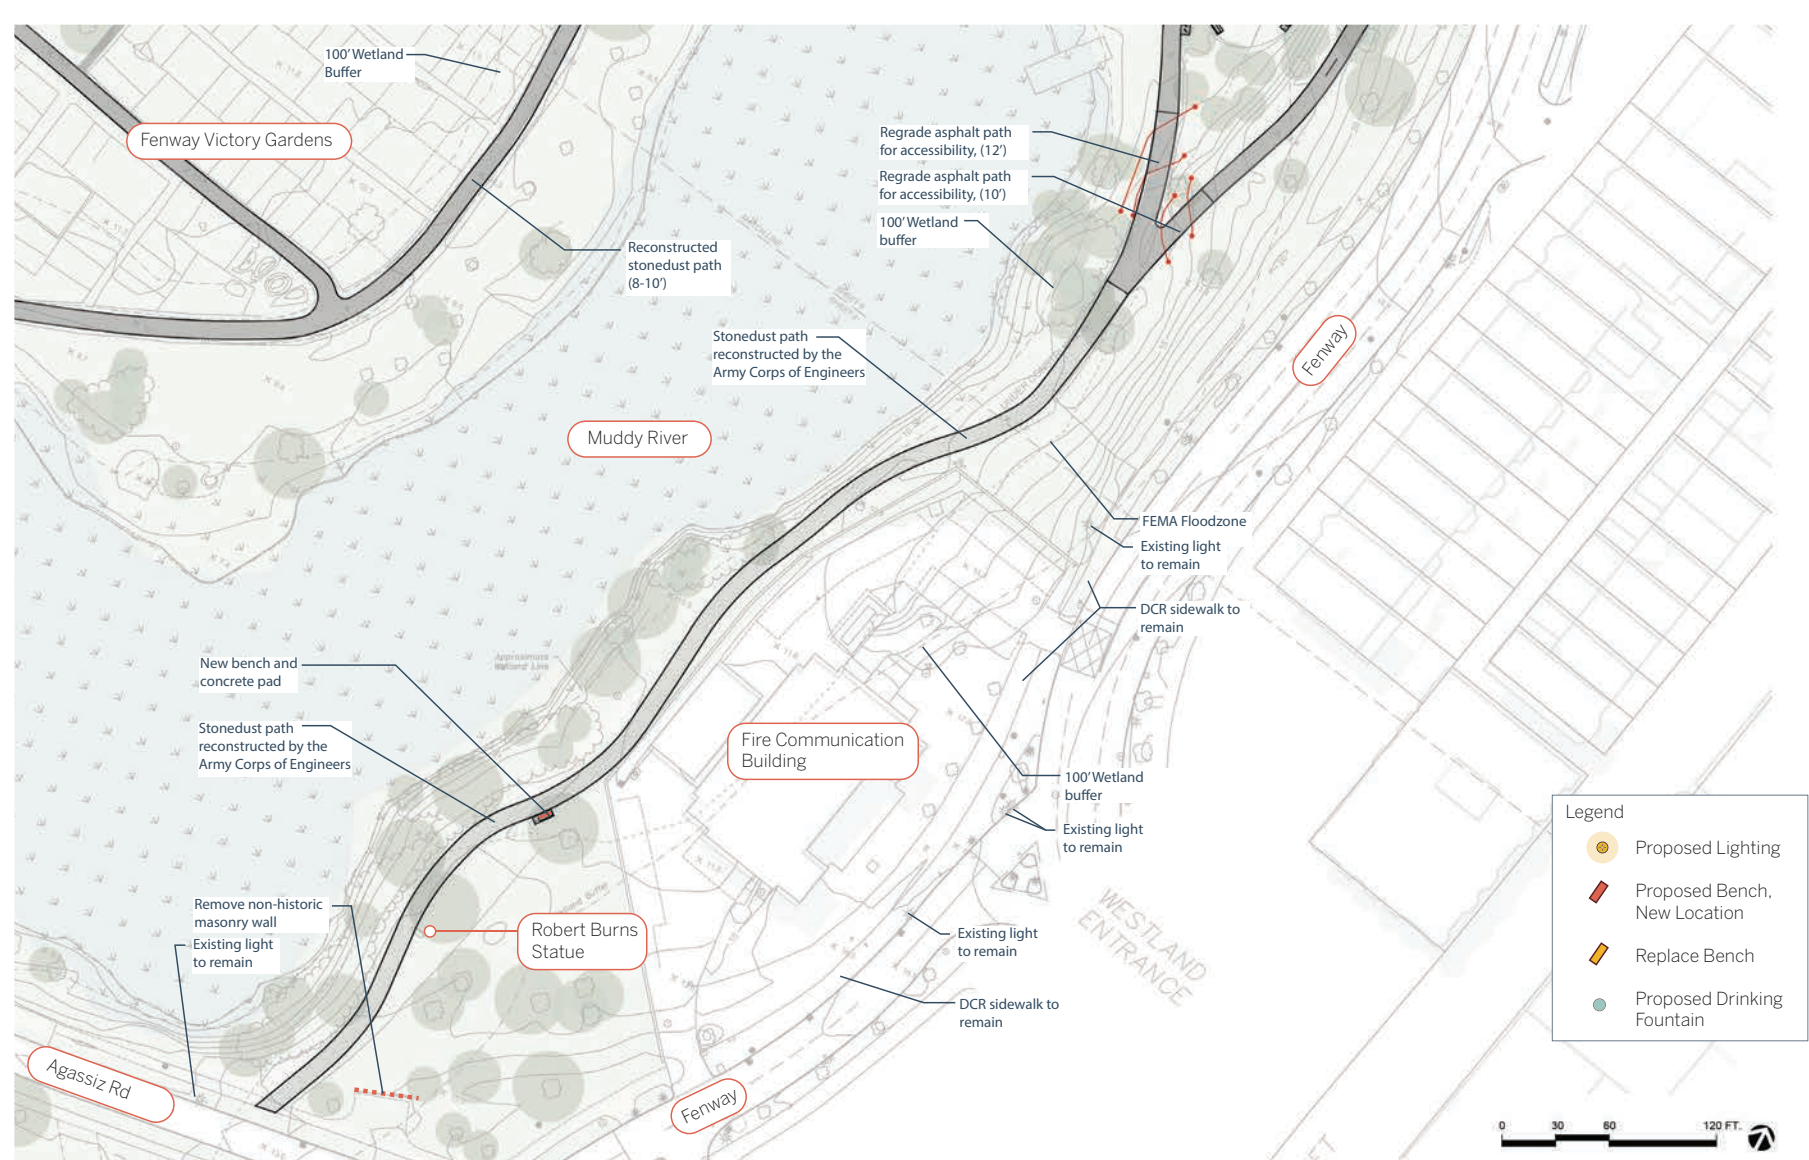 100' Wetland
Buffer
Fenway Victory Gardens
Reconstructed
stonedust path
(8-10')
Regrade asphalt path
for accessibility, (12')
Regrade asphalt path
for accessibility, (10')
100' Wetland
buffer
Stonedust path
reconstructed by the
Army Corps of Engineers
Fenway
Muddy River
FEMA Floodzone
Existing light
to remain
DCR sidewalk to
remain
Approximate
Wetland Line
New bench and
concrete pad
Stonedust path
reconstructed by the
Army Corps of Engineers
Fire Communication
Building
100' Wetland
buffer
Existing light
to remain
Remove non-historic
masonry wall
Existing light
to remain
Robert Burns
Statue
Existing light
to remain
DCR sidewalk to
remain
WESTLAND
ENTRANCE
Agassiz Rd
Fenway
Legend
Proposed Lighting
Proposed Bench,
New Location
Replace Bench
Proposed Drinking
Fountain
0 30 60 120 FT.